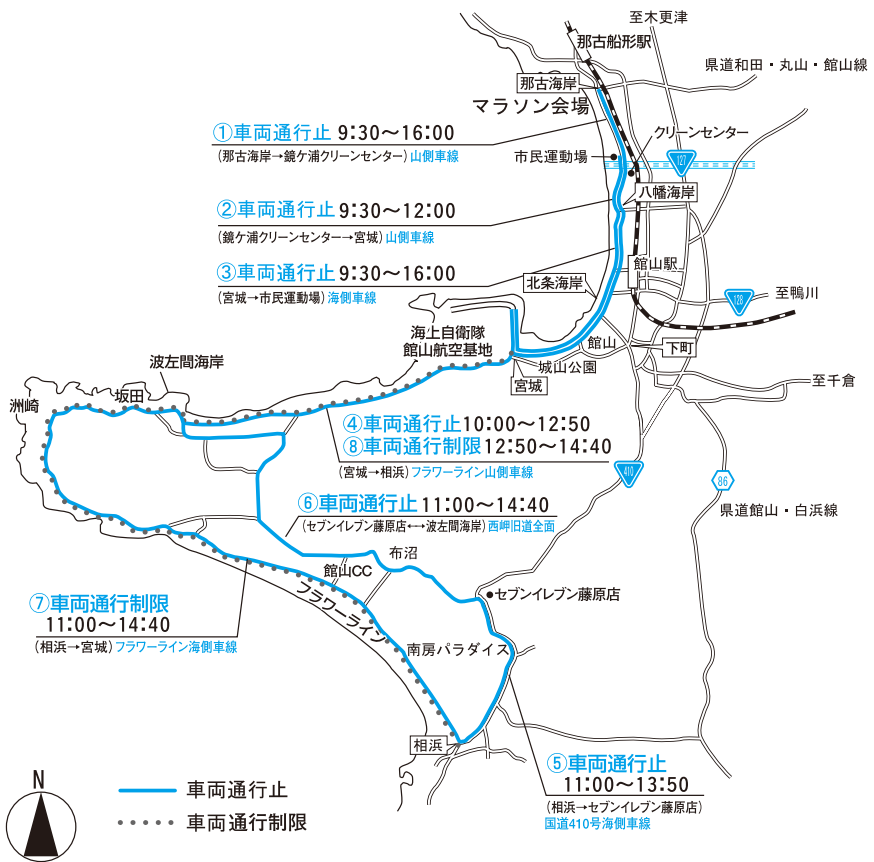 至木更津
那古船形駅
県道和田・丸山・館山線
那古海岸
マラソン会場
①車両通行止 9:30〜16:00
(那古海岸→鏡ケ浦クリーンセンター) 山側車線
クリーンセンター
市民運動場
127
②車両通行止 9:30〜12:00
(鏡ケ浦クリーンセンター→宮城) 山側車線
八幡海岸
③車両通行止 9:30〜16:00
(宮城→市民運動場) 海側車線
北条海岸
館山駅
128
至鴨川
海上自衛隊
館山航空基地
館山
下町
城山公園
宮城
至千倉
波左間海岸
坂田
洲崎
④車両通行止10:00〜12:50
⑧車両通行制限12:50〜14:40
(宮城→相浜) フラワーライン山側車線
410
86
県道館山・白浜線
⑥車両通行止 11:00〜14:40
(セブンイレブン藤原店←→波左間海岸) 西岬旧道全面
布沼
館山CC
セブンイレブン藤原店
フラワーライン
⑦車両通行制限
11:00〜14:40
(相浜→宮城) フラワーライン海側車線
南房パラダイス
相浜
⑤車両通行止
11:00〜13:50
(相浜→セブンイレブン藤原店)
国道410号海側車線
N
車両通行止
車両通行制限